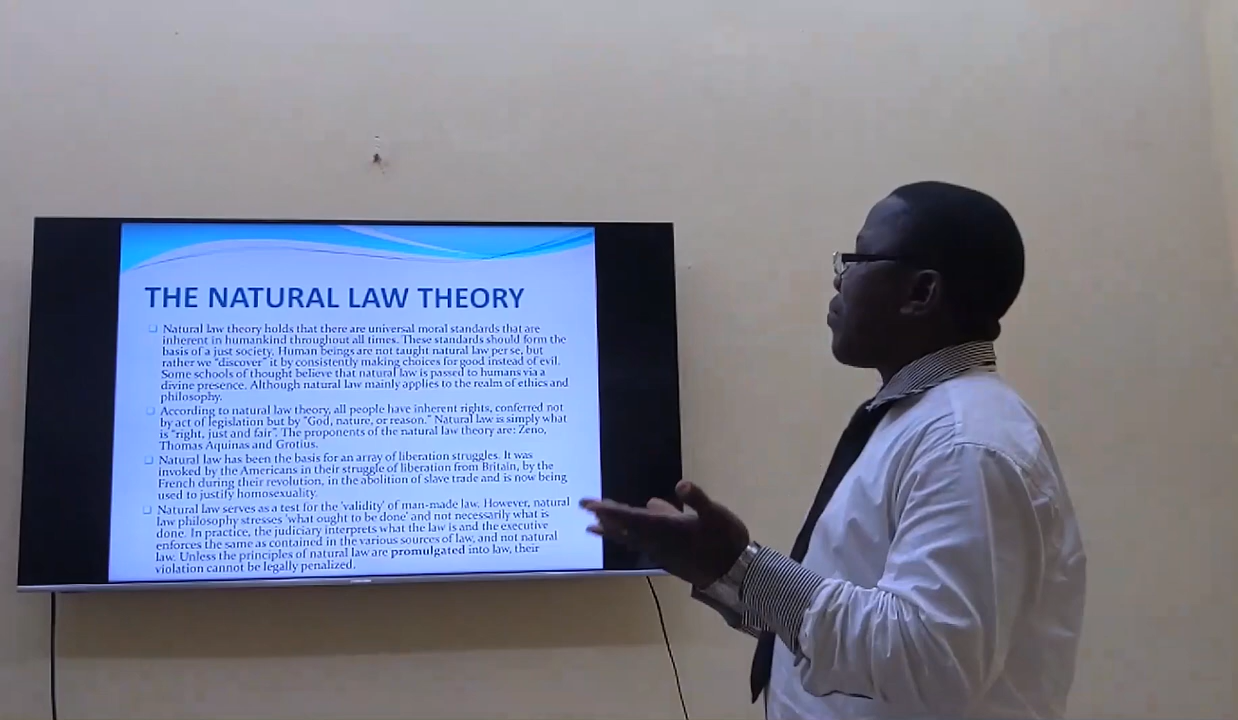 THE NATURAL LAW THEORY
Natural law theory holds that there are universal moral standards that are
inherent in humankind throughout all times. These standards should form the
basis of a just society. Human beings are not taught natural law per se, but
rather we "discover" it by consistently making choices for good instead of evil.
Some schools of thought believe that natural law is passed to humans via a
divine presence. Although natural law mainly applies to the realm of ethics and
philosophy.
According to natural law theory, all people have inherent rights, conferred not
by act of legislation but by "God, nature, or reason." Natural law is simply what
is "right, just and fair". The proponents of the natural law theory are: Zeno,
Thomas Aquinas and Grotius.
Natural law has been the basis for an array of liberation struggles. It was
invoked by the Americans in their struggle of liberation from Britain, by the
French during their revolution, in the abolition of slave trade and is now being
used to justify homosexuality.
Natural law serves as a test for the 'validity' of man-made law. However, natural
law philosophy stresses 'what ought to be done' and not necessarily what is
done. In practice, the judiciary interprets what the law is and the executive
enforces the same as contained in the various sources of law, and not natural
law. Unless the principles of natural law are promulgated into law, their
violation cannot be legally penalized.